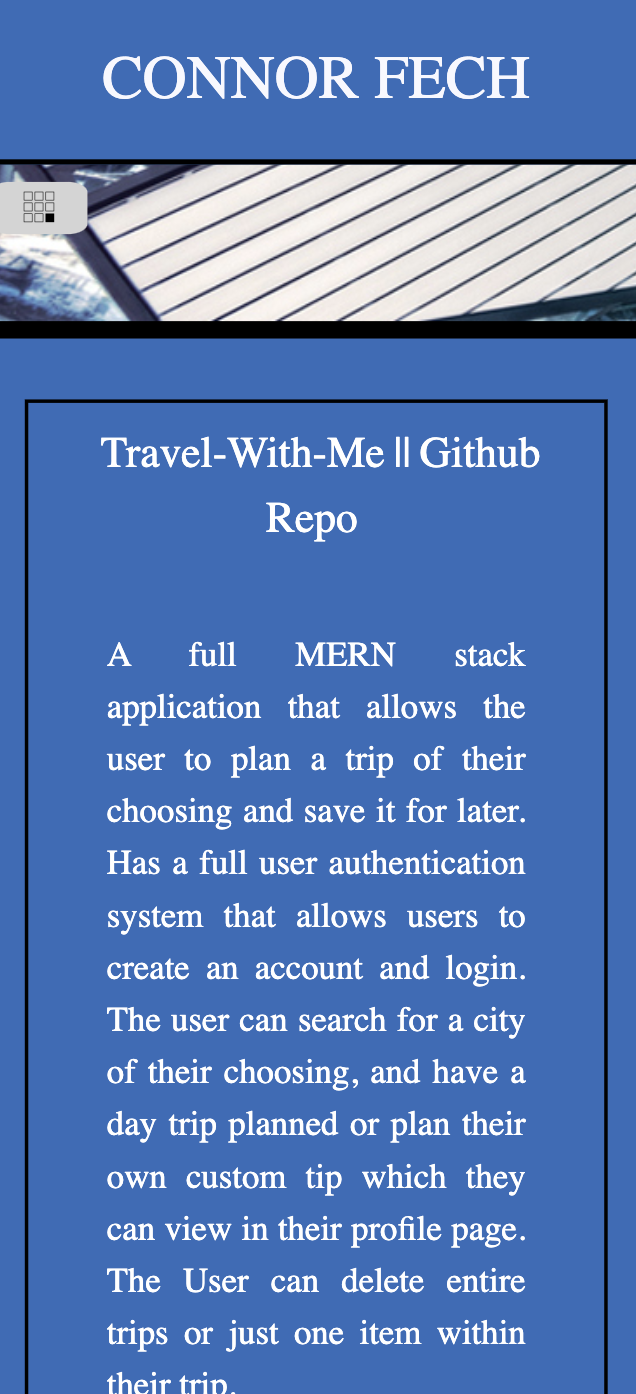 CONNOR FECH
Travel-With-Me || Github
Repo
A full MERN stack
application that allows the
user to plan a trip of their
choosing and save it for later.
Has a full user authentication
system that allows users to
create an account and login.
The user can search for a city
of their choosing, and have a
day trip planned or plan their
own custom tip which they
can view in their profile page.
The User can delete entire
trips or just one item within
their trip.